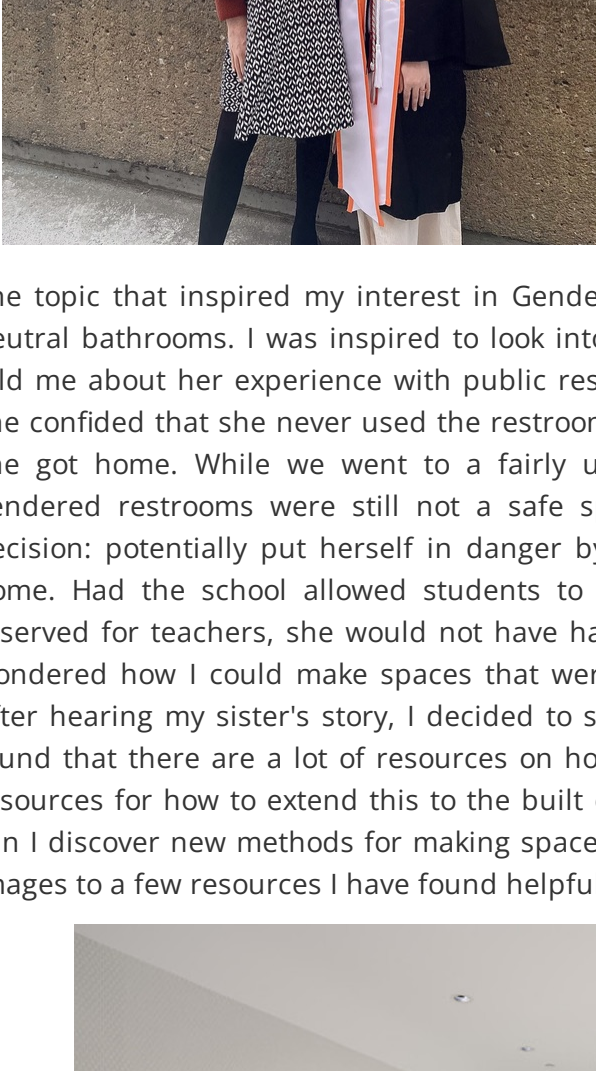 he topic that inspired my interest in Gende
eutral bathrooms. I was inspired to look into
ld me about her experience with public res
he confided that she never used the restroor
he got home. While we went to a fairly u
endered restrooms were still not a safe s
ecision: potentially put herself in danger by
ome. Had the school allowed students to
served for teachers, she would not have ha
ondered how I could make spaces that wer
fter hearing my sister's story, I decided to s
und that there are a lot of resources on ho
sources for how to extend this to the built
n I discover new methods for making space
nages to a few resources I have found helpfu